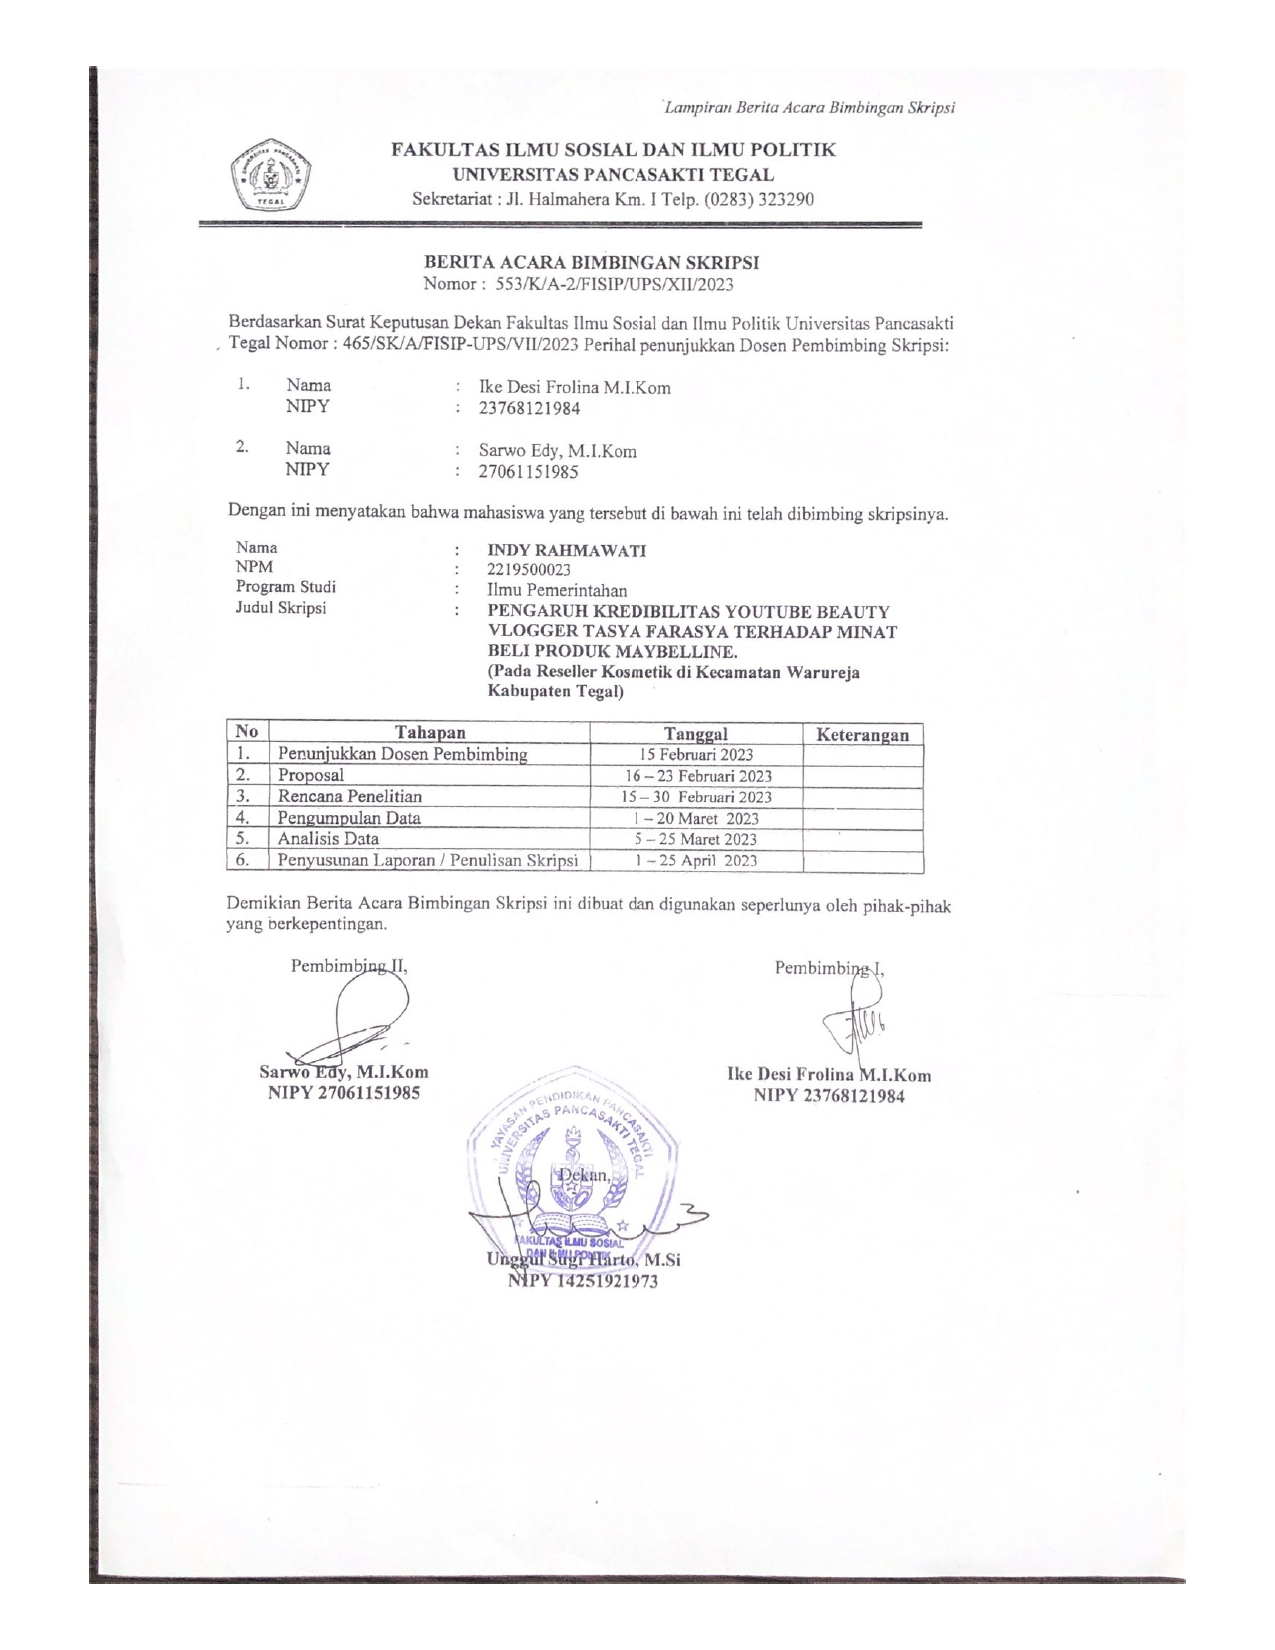 Lampiran Berita Acara Bimbingan Skripsi
FAKULTAS ILMU SOSIAL DAN ILMU POLITIK
UNIVERSITAS PANCASAKTI TEGAL
TEGAL
Sekretariat : Jl. Halmahera Km. I Telp. (0283) 323290
BERITA ACARA BIMBINGAN SKRIPSI
Nomor : 553/K/A-2/FISIP/UPS/XII/2023
Berdasarkan Surat Keputusan Dekan Fakultas Ilmu Sosial dan Ilmu Politik Universitas Pancasakti
Tegal Nomor : 465/SK/A/FISIP-UPS/VII/2023 Perihal penunjukkan Dosen Pembimbing Skripsi:
1. Nama : Ike Desi Frolina M.I.Kom
NIPY : 23768121984
2. Nama : Sarwo Edy, M.I.Kom
NIPY : 27061151985
Dengan ini menyatakan bahwa mahasiswa yang tersebut di bawah ini telah dibimbing skripsinya.
Nama : INDY RAHMAWATI
NPM : 2219500023
Program Studi : Ilmu Pemerintahan
Judul Skripsi : PENGARUH KREDIBILITAS YOUTUBE BEAUTY
VLOGGER TASYA FARASYA TERHADAP MINAT
BELI PRODUK MAYBELLINE.
(Pada Reseller Kosmetik di Kecamatan Warureja
Kabupaten Tegal)
No Tahapan Tanggal Keterangan
1. Penunjukkan Dosen Pembimbing 15 Februari 2023
2. Proposal 16 – 23 Februari 2023
3. Rencana Penelitian 15 – 30 Februari 2023
4. Pengumpulan Data 1 – 20 Maret 2023
5. Analisis Data 5 – 25 Maret 2023
6. Penyusunan Laporan / Penulisan Skripsi 1 – 25 April 2023
Demikian Berita Acara Bimbingan Skripsi ini dibuat dan digunakan seperlunya oleh pihak-pihak
yang berkepentingan.
Pembimbing II, Pembimbing I,
Sarwo Edy, M.I.Kom Ike Desi Frolina M.I.Kom
NIPY 27061151985 NIPY 23768121984
YAYASAN PENDIDIKAN PANCASAKTI
UNIVERSITAS PANCASAKTI TEGAL
Dekan,
FAKULTAS ILMU SOSIAL
DAN ILMU POLITIK
Unggul Sugi Harto, M.Si
NIPY 14251921973